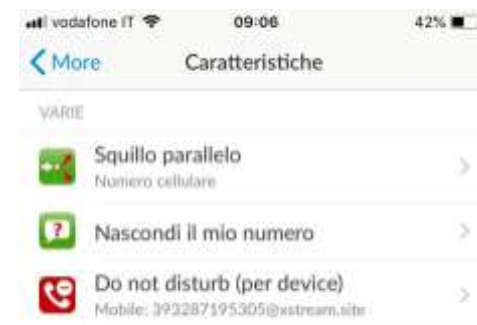 vodafone IT 09:06 42%
More Caratteristiche
VARIE
Squillo parallelo
Numero cellulare
Nascondi il mio numero
Do not disturb (per device)
Mobile: 393287195305@xstream.site